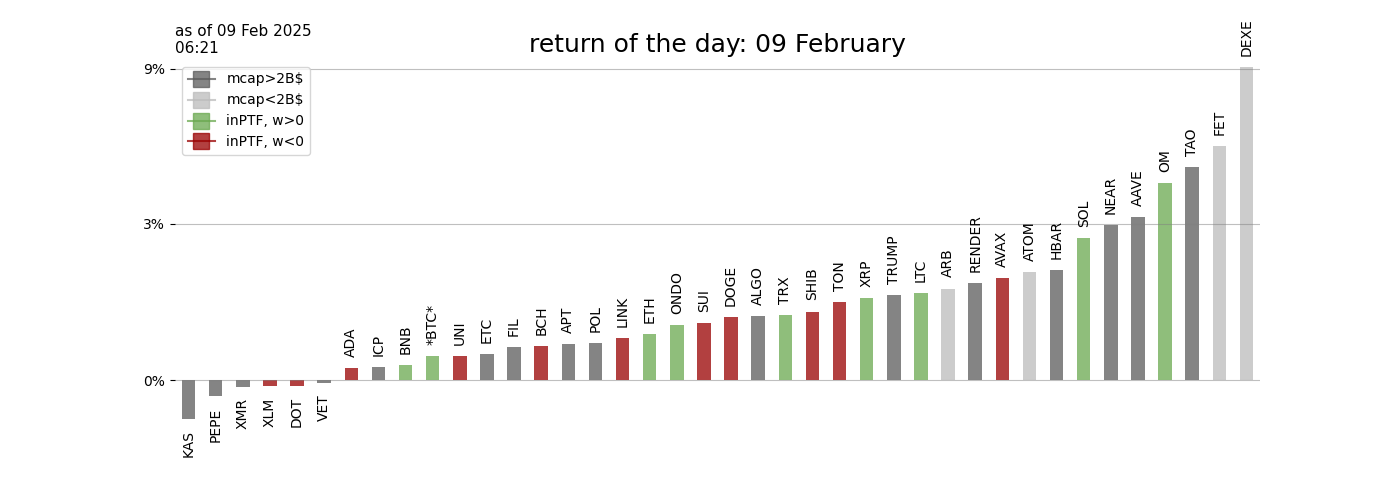 as of 09 Feb 2025
06:21
return of the day: 09 February
mcap>2B$
mcap<2B$
inPTF, w>0
inPTF, w<0
9%
3%
0%
KAS
PEPE
XMR
XLM
DOT
VET
ADA
ICP
BNB
*BTC*
UNI
ETC
FIL
BCH
APT
POL
LINK
ETH
ONDO
SUI
DOGE
ALGO
TRX
SHIB
TON
XRP
TRUMP
LTC
ARB
RENDER
AVAX
ATOM
HBAR
SOL
NEAR
AAVE
OM
TAO
FET
DEXE